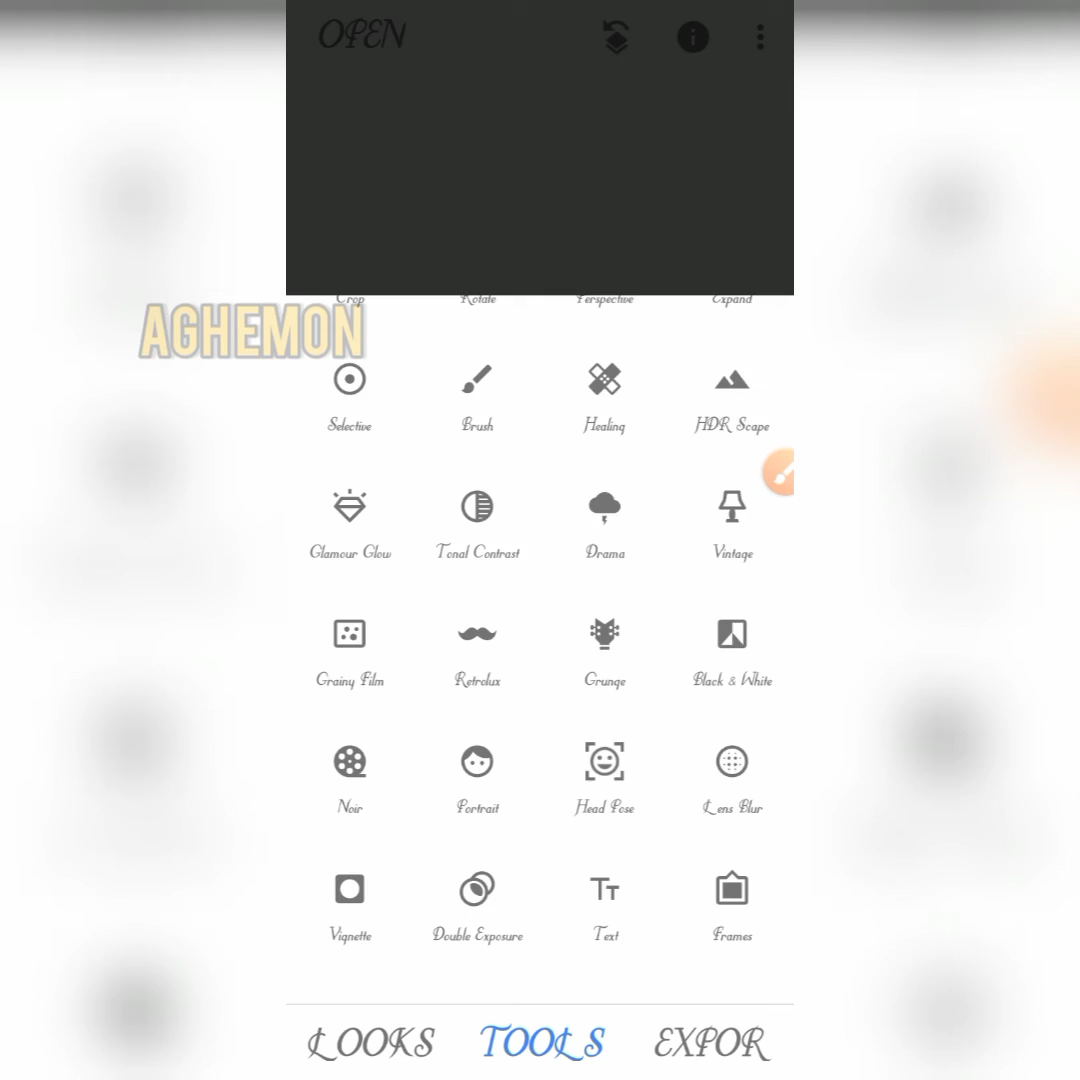 OPEN
Crop Rotate Perspective Expand
AGHEMON
Selective Brush Healing HDR Scape
Glamour Glow Tonal Contrast Drama Vintage
Grainy Film Retrolux Grunge Black & White
Noir Portrait Head Pose Lens Blur
Vignette Double Exposure Text Frames
LOOKS TOOLS EXPOR